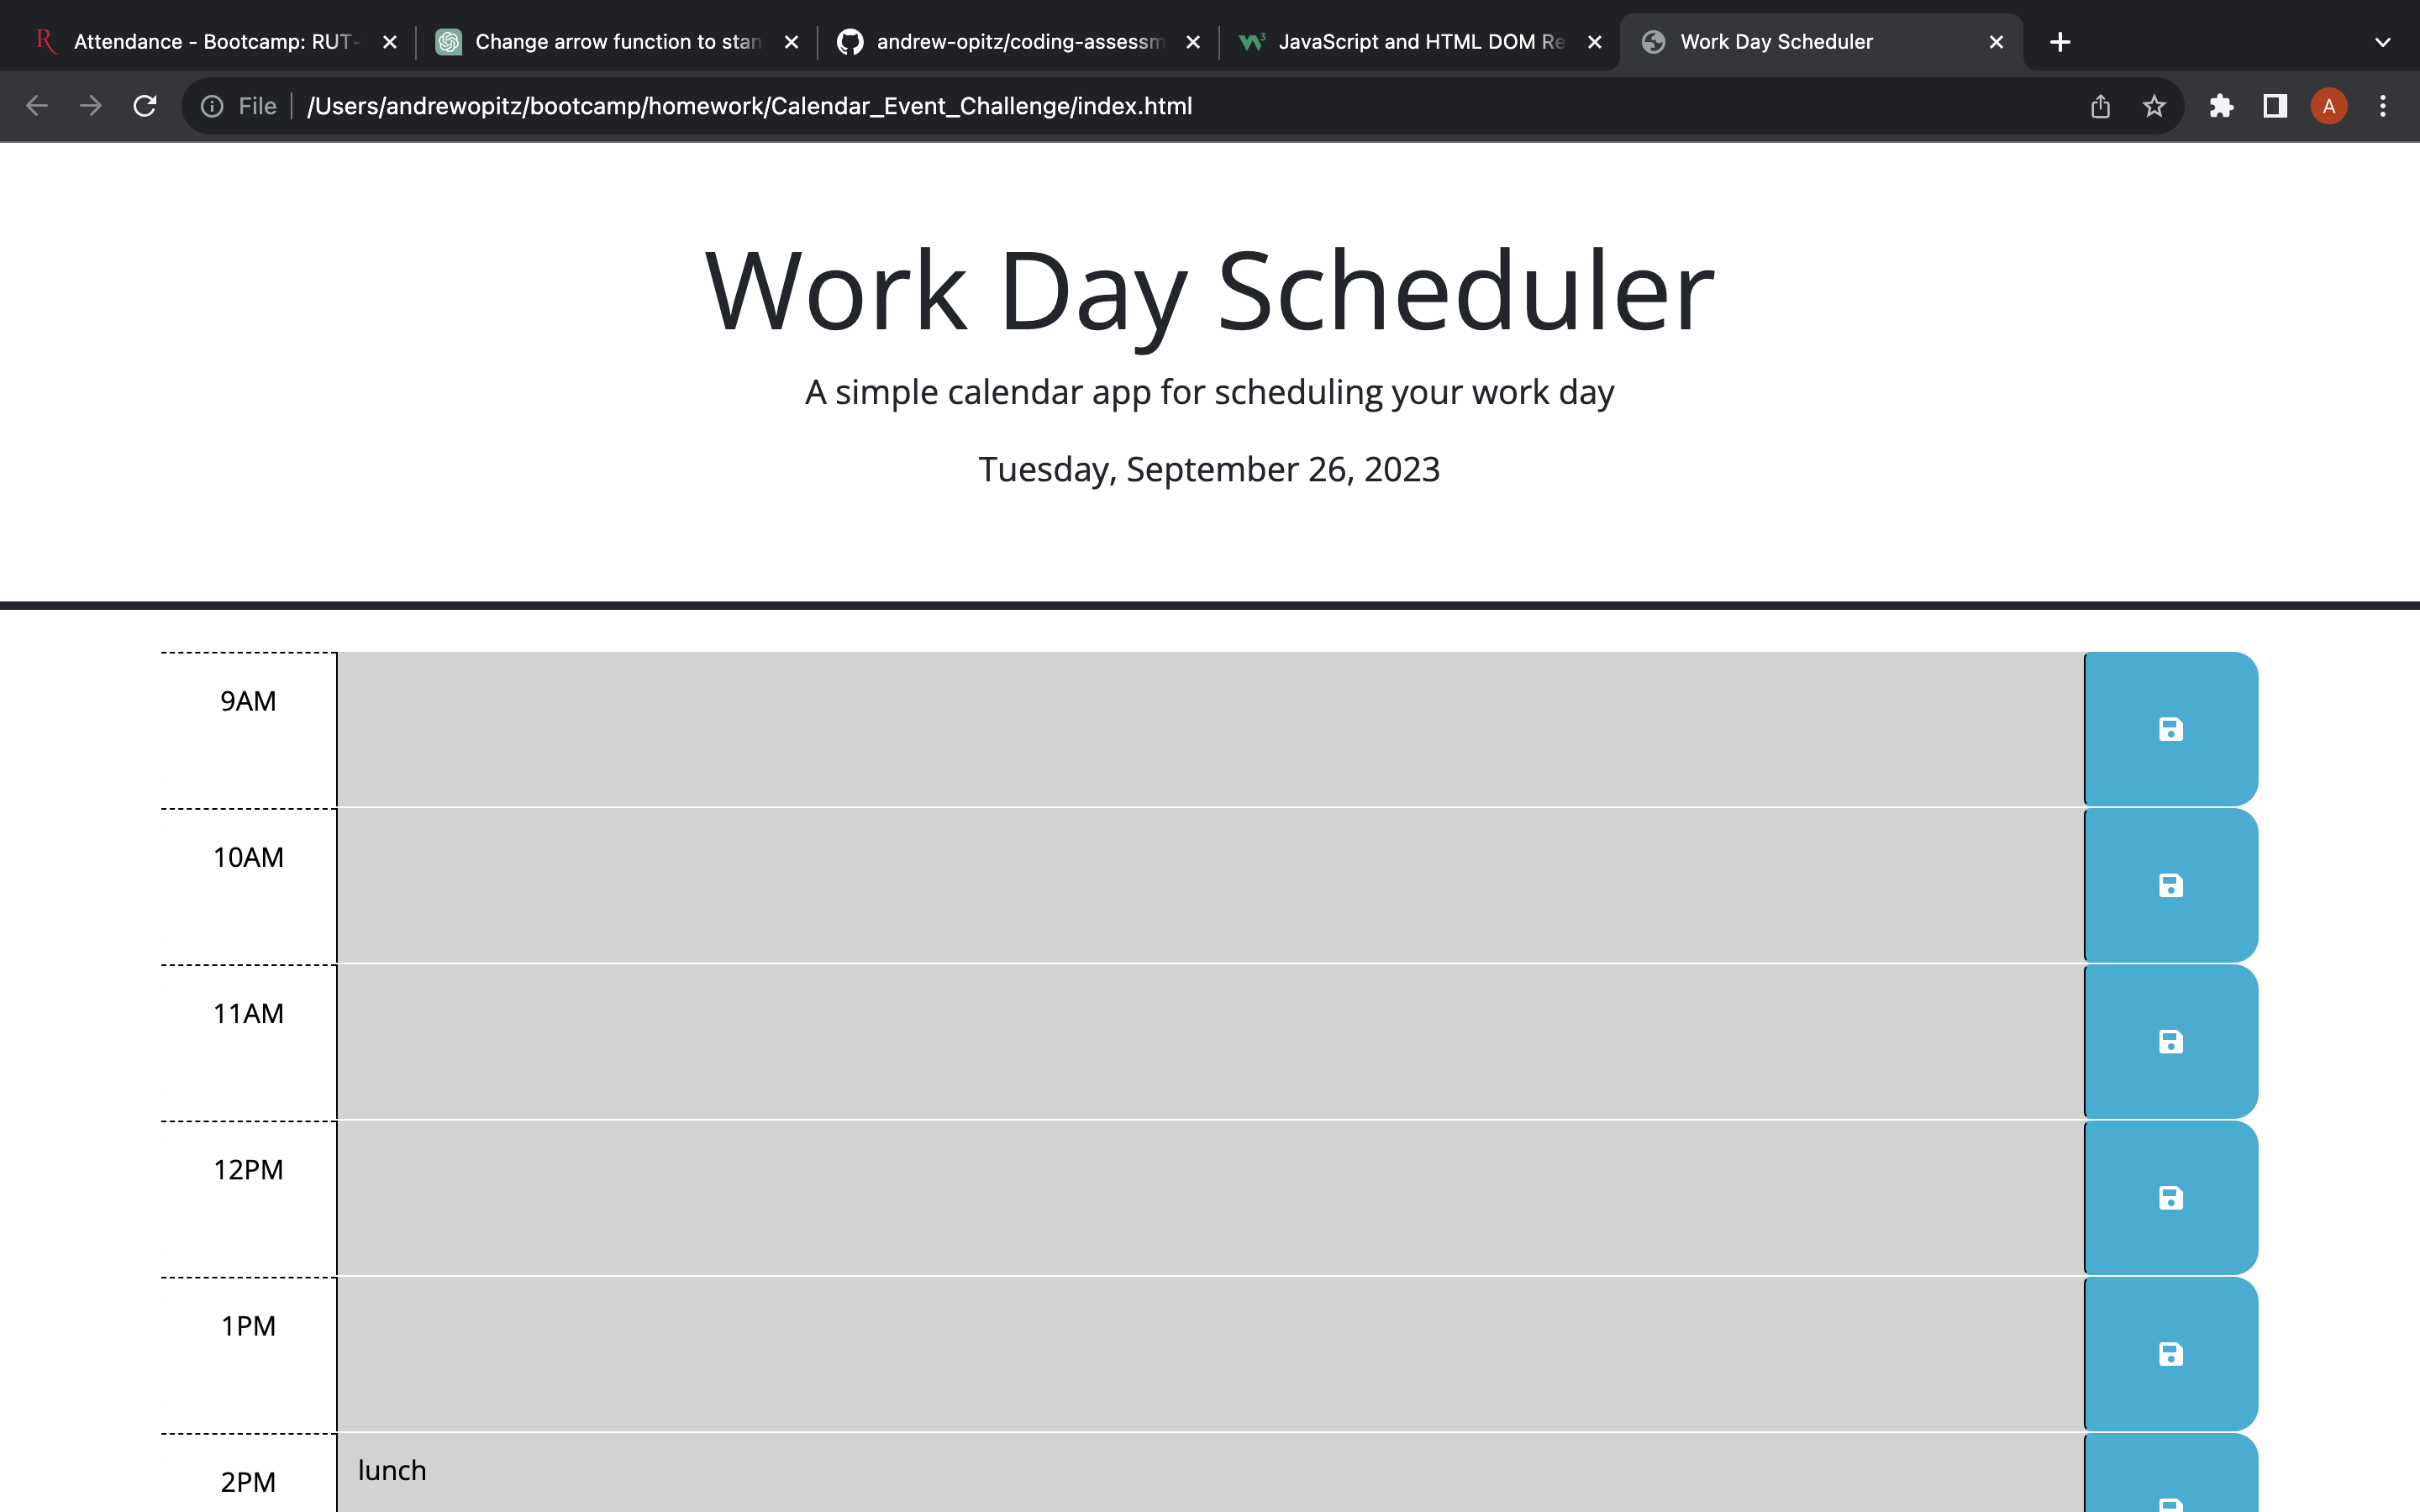 Attendance - Bootcamp: RUT-
Change arrow function to stan
andrew-opitz/coding-assessm
JavaScript and HTML DOM Re
Work Day Scheduler
File
/Users/andrewopitz/bootcamp/homework/Calendar_Event_Challenge/index.html
A
Work Day Scheduler
A simple calendar app for scheduling your work day
Tuesday, September 26, 2023
9AM
10AM
11AM
12PM
1PM
2PM
lunch